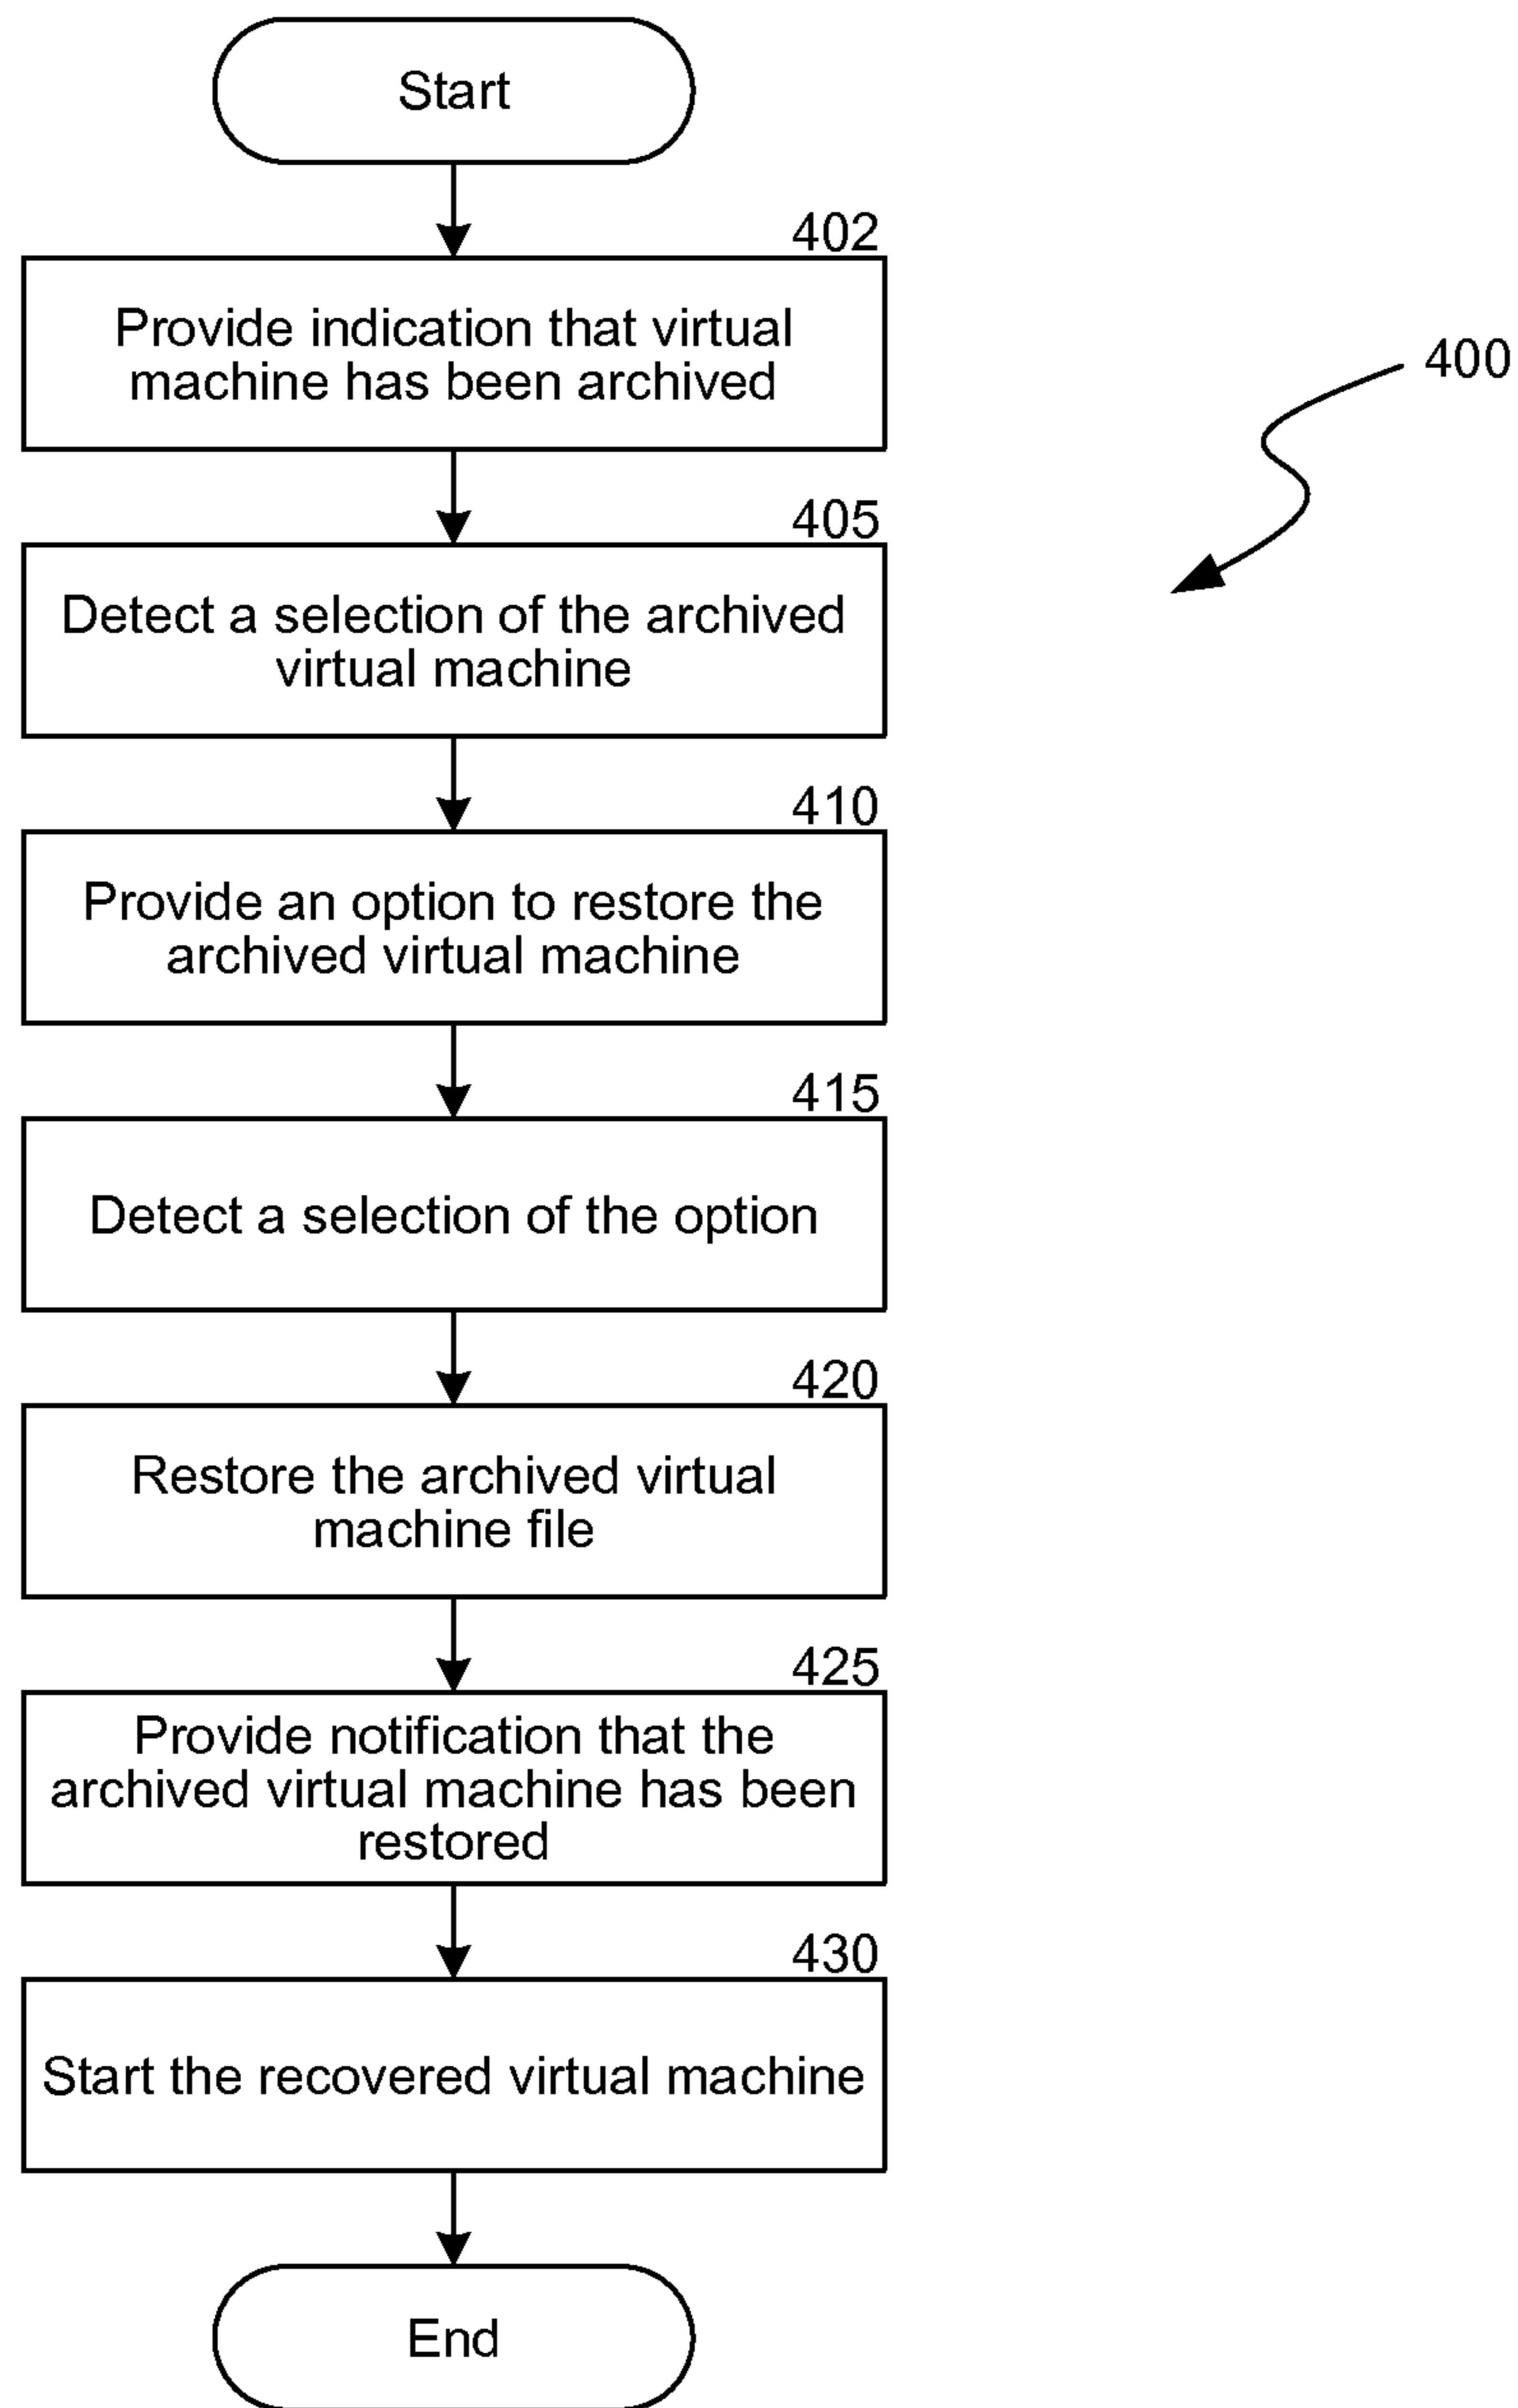 Start
402
Provide indication that virtual
machine has been archived
400
405
Detect a selection of the archived
virtual machine
410
Provide an option to restore the
archived virtual machine
415
Detect a selection of the option
420
Restore the archived virtual
machine file
425
Provide notification that the
archived virtual machine has been
restored
430
Start the recovered virtual machine
End